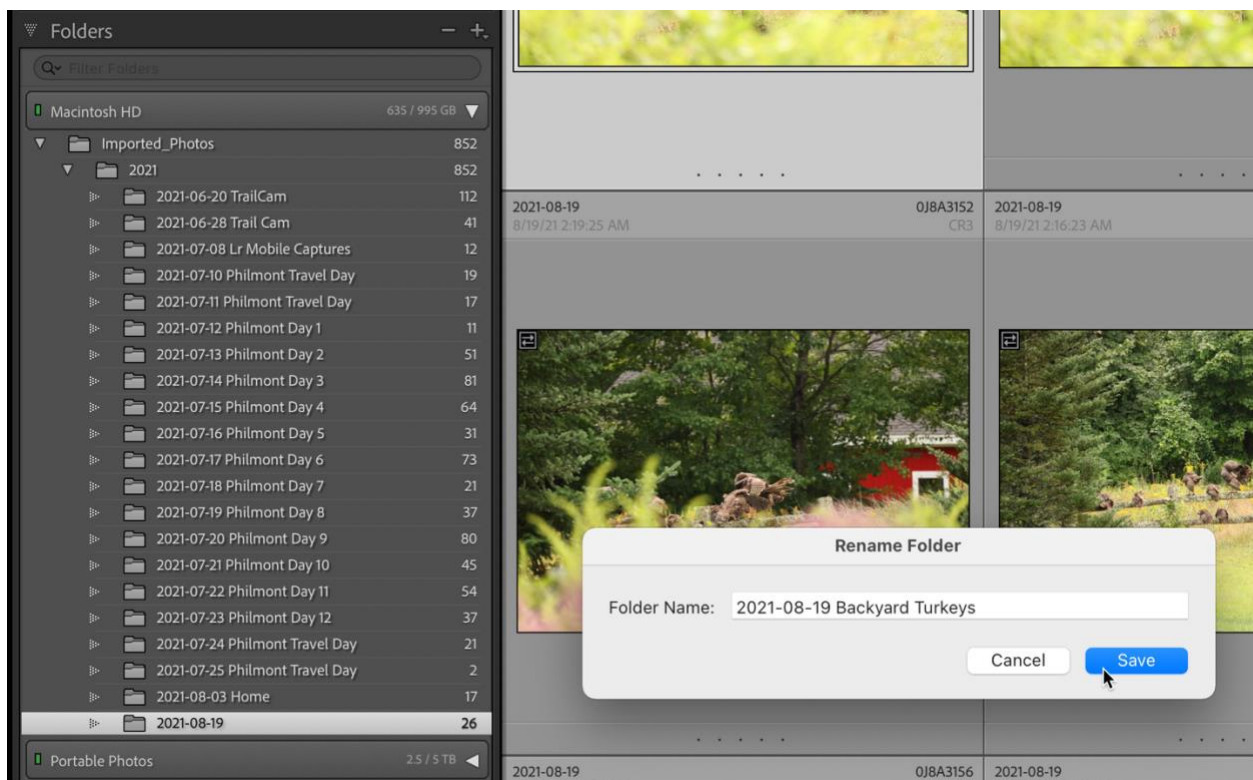 Folders
Filter Folders
Macintosh HD 635 / 995 GB
Imported_Photos 852
2021 852
2021-06-20 TrailCam 112
2021-06-28 Trail Cam 41
2021-07-08 Lr Mobile Captures 12
2021-07-10 Philmont Travel Day 19
2021-07-11 Philmont Travel Day 17
2021-07-12 Philmont Day 1 11
2021-07-13 Philmont Day 2 51
2021-07-14 Philmont Day 3 81
2021-07-15 Philmont Day 4 64
2021-07-16 Philmont Day 5 31
2021-07-17 Philmont Day 6 73
2021-07-18 Philmont Day 7 21
2021-07-19 Philmont Day 8 37
2021-07-20 Philmont Day 9 80
2021-07-21 Philmont Day 10 45
2021-07-22 Philmont Day 11 54
2021-07-23 Philmont Day 12 37
2021-07-24 Philmont Travel Day 21
2021-07-25 Philmont Travel Day 2
2021-08-03 Home 17
2021-08-19 26
Portable Photos 2.5 / 5 TB
2021-08-19 0J8A3152 2021-08-19
8/19/21 2:19:25 AM CR3 8/19/21 2:16:23 AM
Rename Folder
Folder Name: 2021-08-19 Backyard Turkeys
Cancel Save
2021-08-19 0J8A3156 2021-08-19